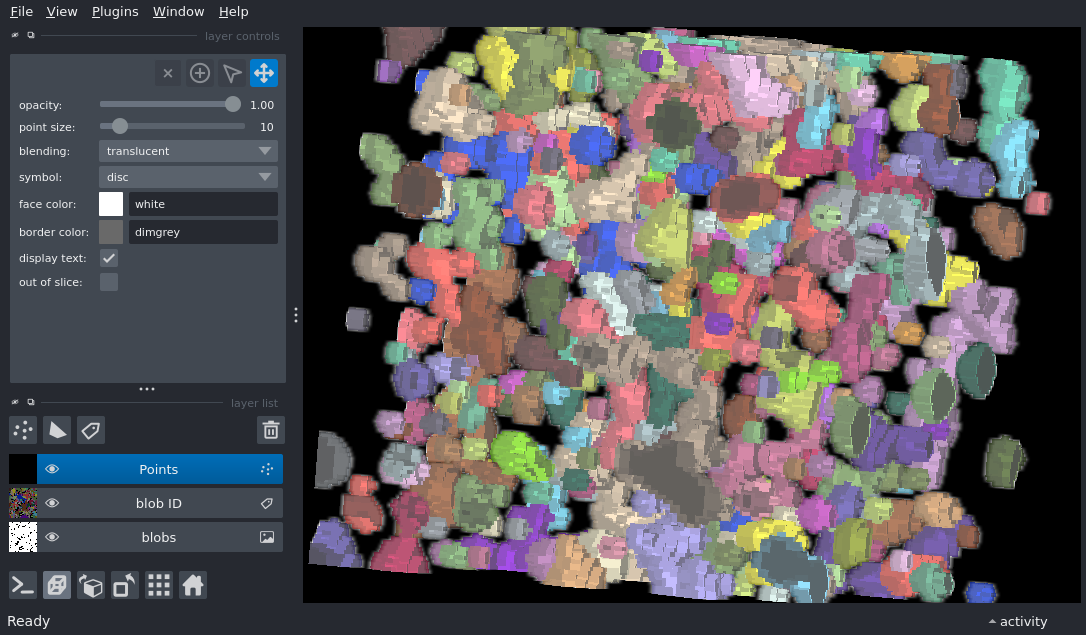 File View Plugins Window Help
layer controls
opacity: 1.00
point size: 10
blending: translucent
symbol: disc
face color: white
border color: dimgrey
display text:
out of slice:
layer list
Points
blob ID
blobs
Ready activity